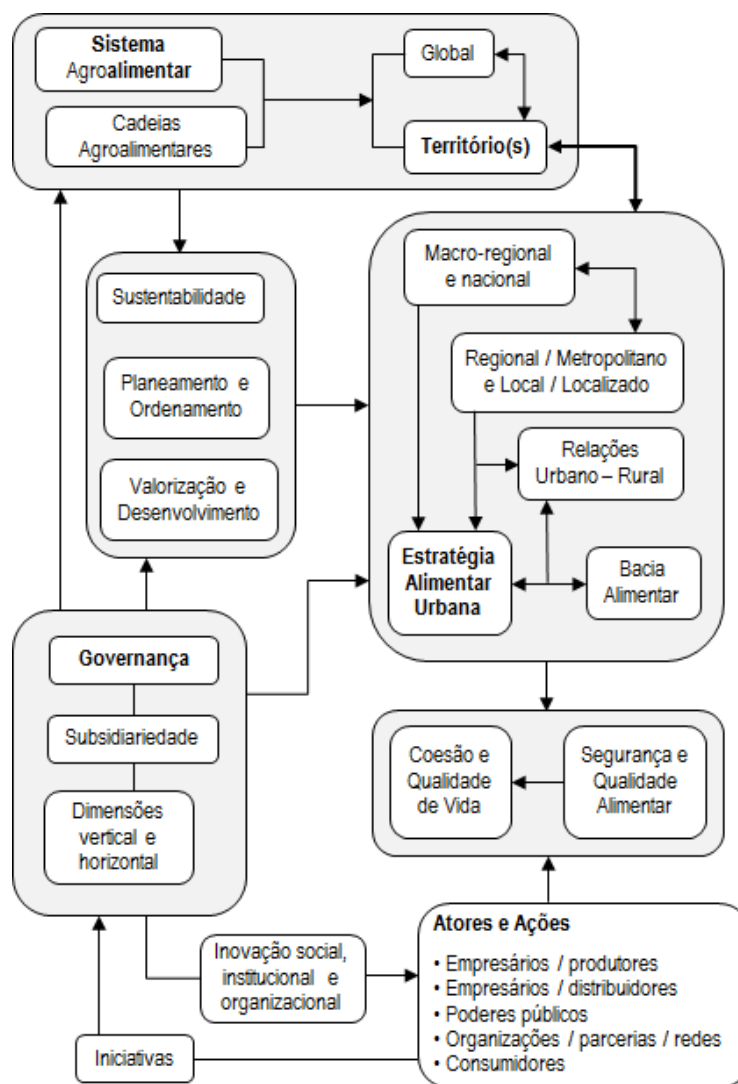 Sistema
Agroalimentar
Cadeias
Agroalimentares
Global
Território(s)
Sustentabilidade
Planeamento e
Ordenamento
Valorização e
Desenvolvimento
Macro-regional
e nacional
Regional / Metropolitano
e Local / Localizado
Relações
Urbano – Rural
Estratégia
Alimentar
Urbana
Bacia
Alimentar
Governança
Subsidiariedade
Dimensões
vertical e
horizontal
Coesão e
Qualidade
de Vida
Segurança e
Qualidade
Alimentar
Inovação social,
institucional e
organizacional
Iniciativas
Atores e Ações
• Empresários / produtores
• Empresários / distribuidores
• Poderes públicos
• Organizações / parcerias / redes
• Consumidores